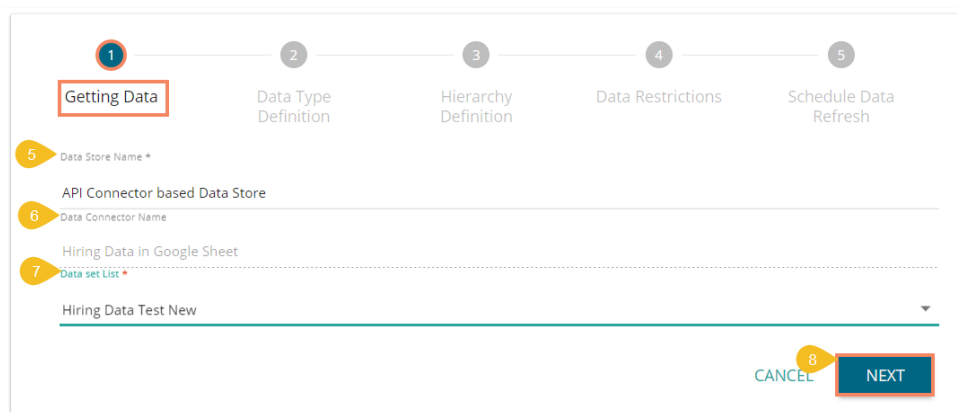 1 2 3 4 5
Getting Data Data Type Hierarchy Data Restrictions Schedule Data
Definition Definition Refresh
5 Data Store Name *
API Connector based Data Store
6 Data Connector Name
Hiring Data in Google Sheet
7 Data set List *
Hiring Data Test New
8
CANCEL NEXT